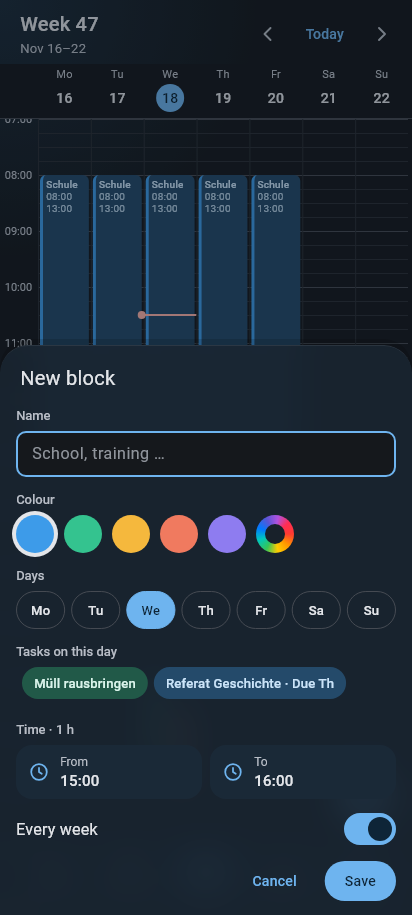 Week 47
Nov 16–22
Today
Mo Tu We Th Fr Sa Su
16 17 18 19 20 21 22
07:00
08:00
Schule Schule Schule Schule Schule
08:00 08:00 08:00 08:00 08:00
13:00 13:00 13:00 13:00 13:00
09:00
10:00
11:00
New block
Name
School, training …
Colour
Days
Mo Tu We Th Fr Sa Su
Tasks on this day
Müll rausbringen Referat Geschichte · Due Th
Time · 1 h
From To
15:00 16:00
Every week
Cancel Save